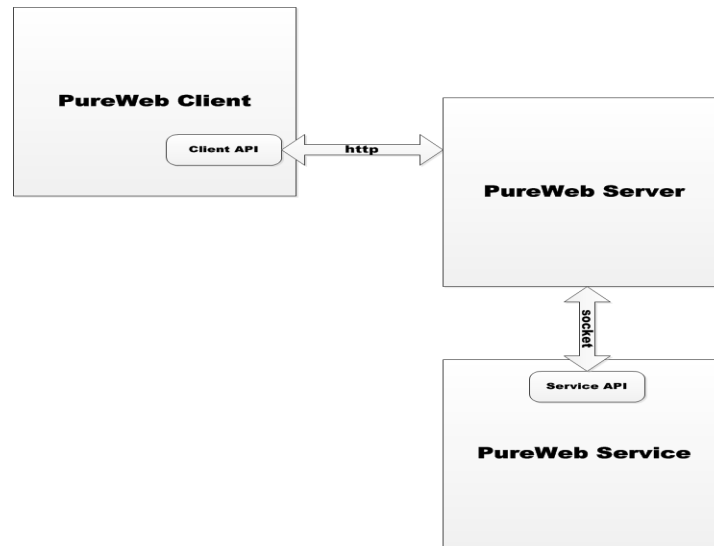 PureWeb Client
Client API
http
PureWeb Server
socket
Service API
PureWeb Service